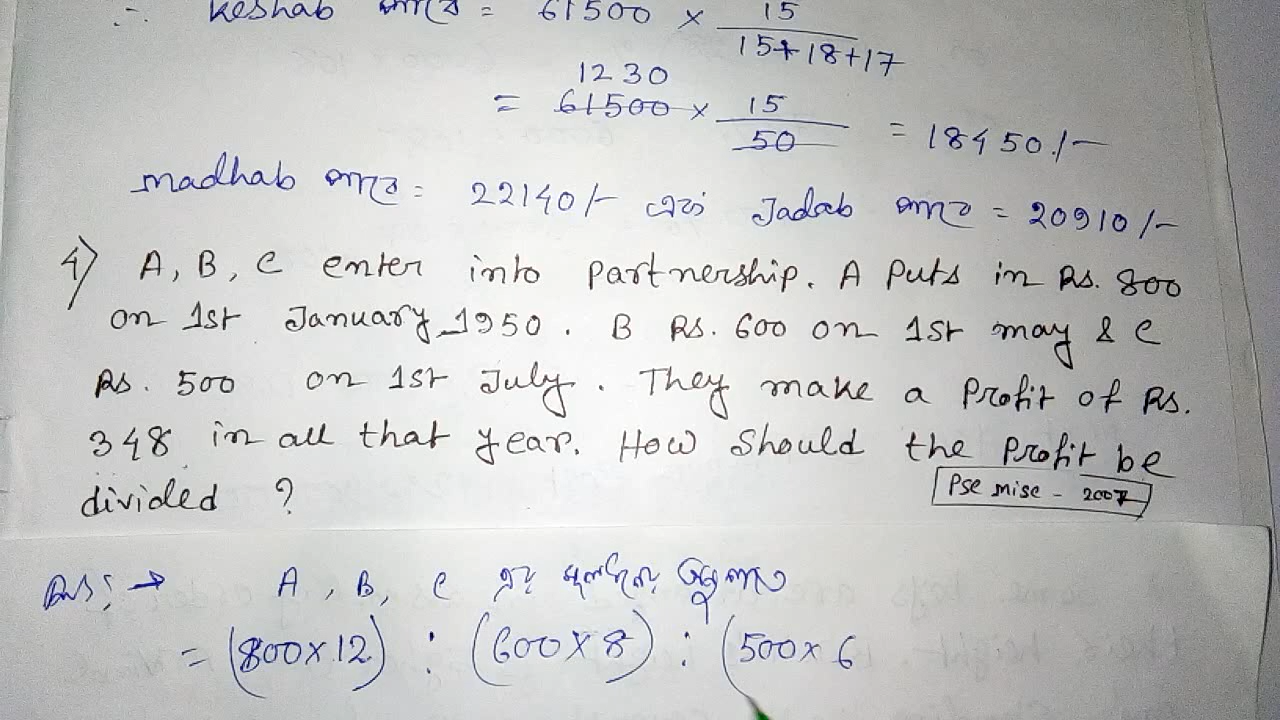 ∴ Keshab পাবে = 61500 × 15
15+18+17
1230
= 61500 × 15 = 18450/-
50
madhab পাবে = 22140/- এবং Jadab পাবে = 20910/-
4) A, B, C enter into partnership. A puts in Rs. 800
on 1st January 1950. B Rs. 600 on 1st may & C
Rs. 500 on 1st July. They make a Profit of Rs.
348 in all that year. How should the Profit be
divided ?
PSC misc - 2007
Ans: → A, B, C এর মূলধনের অনুপাত
= (800×12) : (600×8) : (500×6